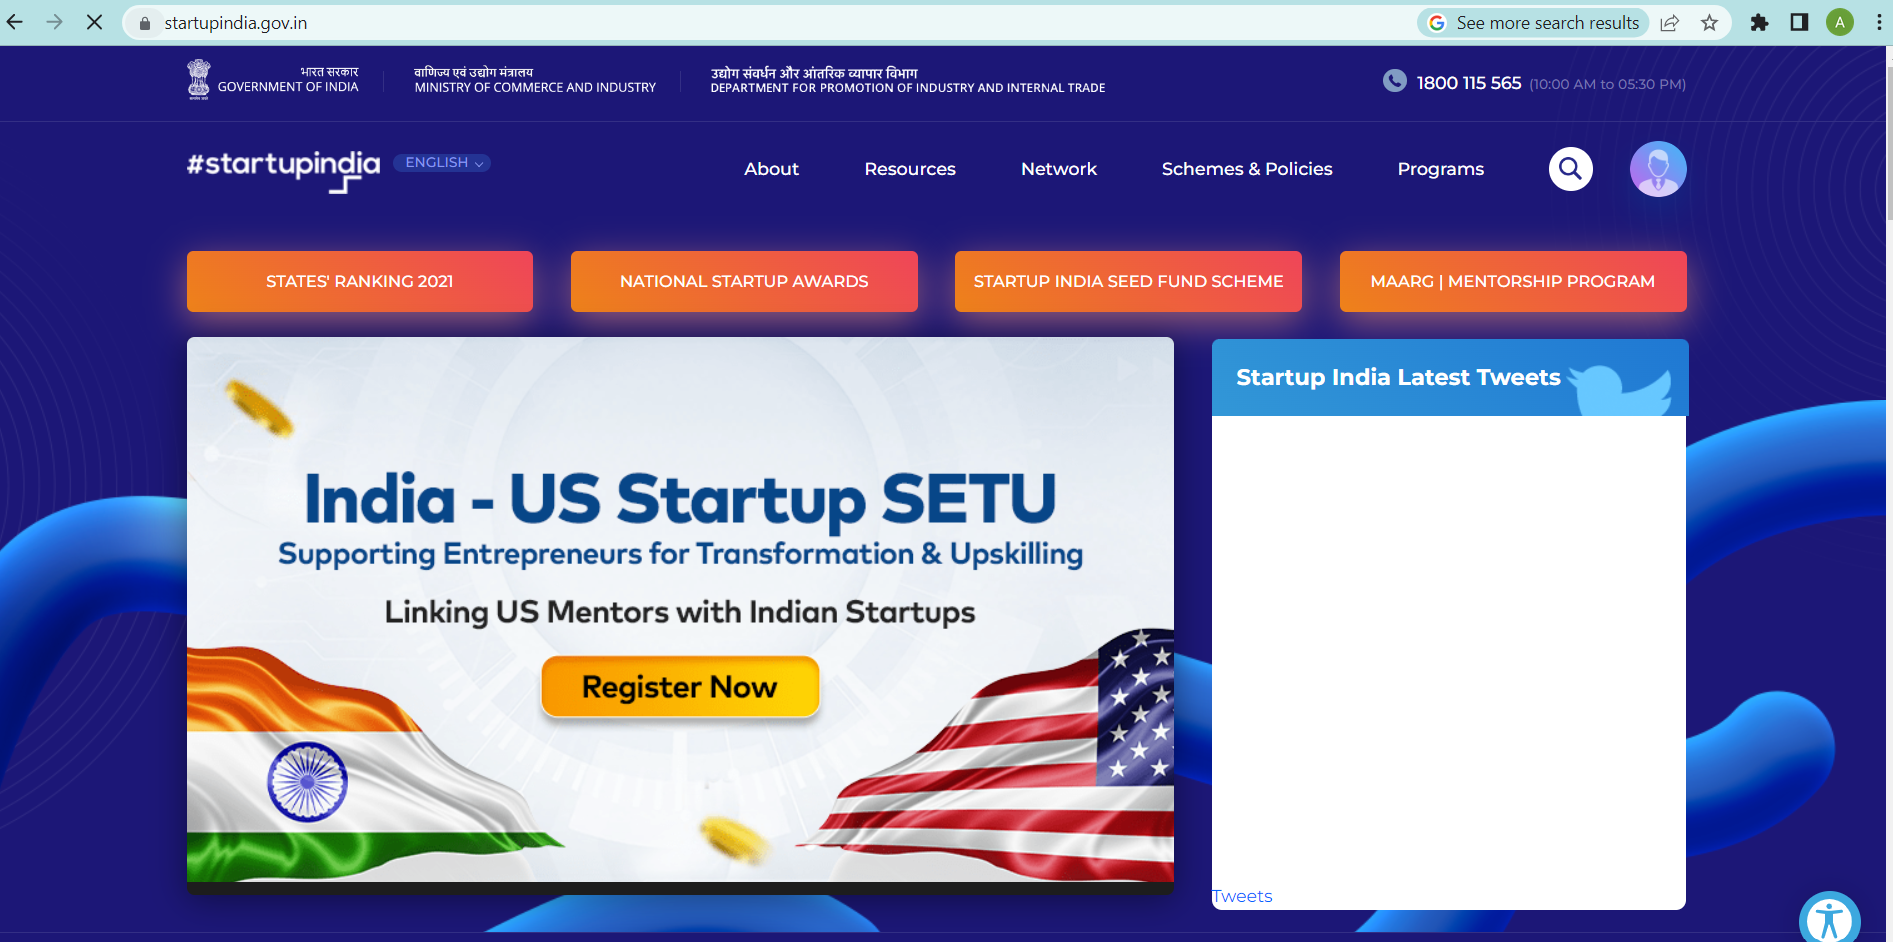 startupindia.gov.in
See more search results
A
भारत सरकार
GOVERNMENT OF INDIA
वाणिज्य एवं उद्योग मंत्रालय
MINISTRY OF COMMERCE AND INDUSTRY
उद्योग संवर्धन और आंतरिक व्यापार विभाग
DEPARTMENT FOR PROMOTION OF INDUSTRY AND INTERNAL TRADE
1800 115 565 (10:00 AM to 05:30 PM)
#startupindia
ENGLISH
About
Resources
Network
Schemes & Policies
Programs
STATES' RANKING 2021
NATIONAL STARTUP AWARDS
STARTUP INDIA SEED FUND SCHEME
MAARG | MENTORSHIP PROGRAM
India - US Startup SETU
Supporting Entrepreneurs for Transformation & Upskilling
Linking US Mentors with Indian Startups
Register Now
Startup India Latest Tweets
Tweets